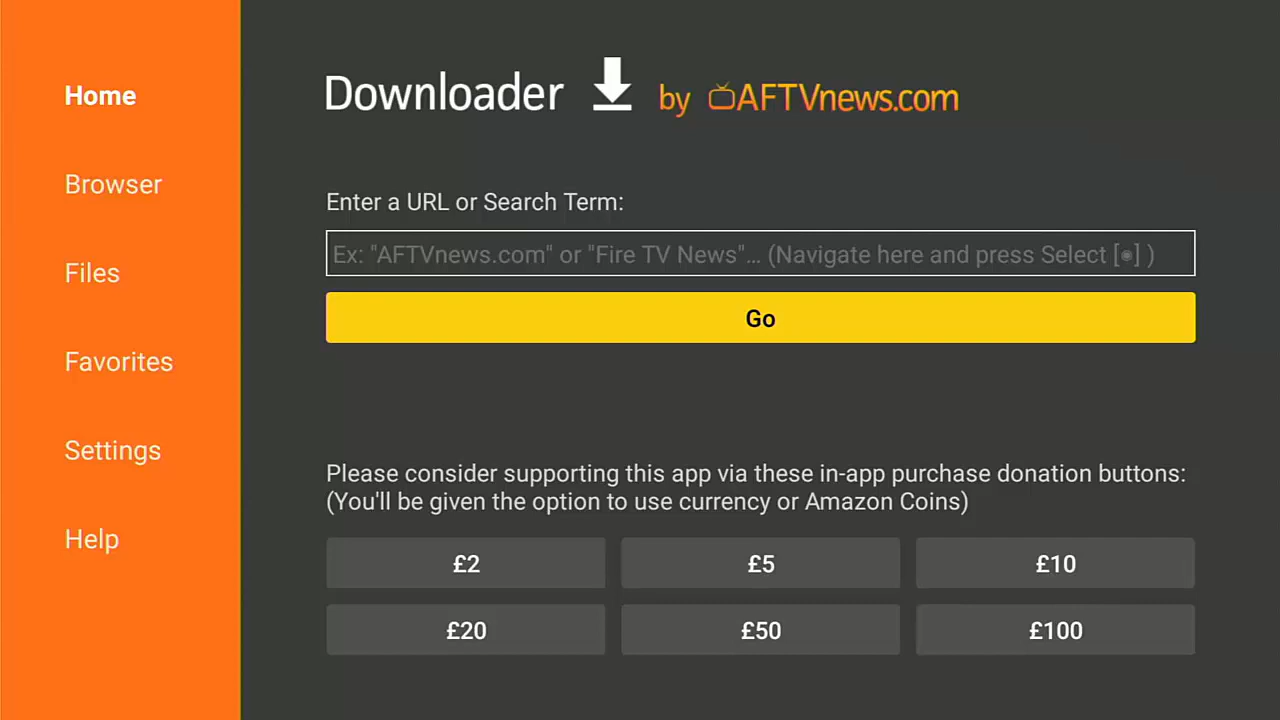 Home
Browser
Files
Favorites
Settings
Help
Downloader by AFTVnews.com
Enter a URL or Search Term:
Ex: "AFTVnews.com" or "Fire TV News"... (Navigate here and press Select [◉] )
Go
Please consider supporting this app via these in-app purchase donation buttons:
(You'll be given the option to use currency or Amazon Coins)
£2 £5 £10
£20 £50 £100